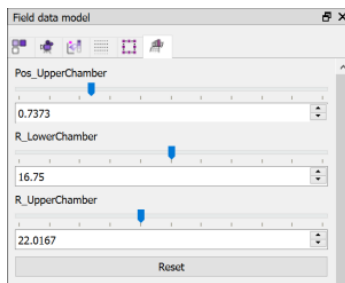 Field data model
Pos_UpperChamber
0.7373
R_LowerChamber
16.75
R_UpperChamber
22.0167
Reset